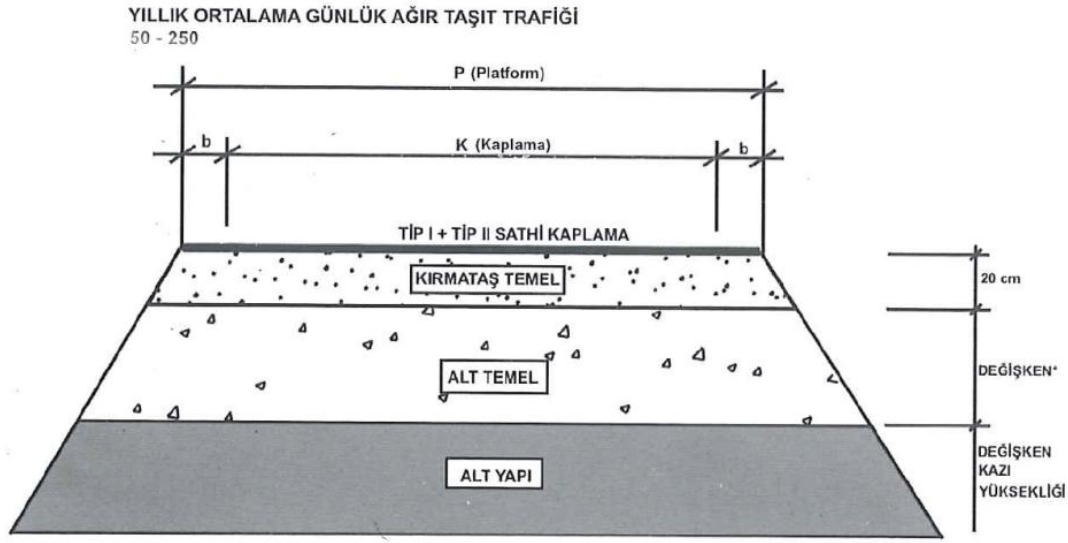 YILLIK ORTALAMA GÜNLÜK AĞIR TAŞIT TRAFİĞİ
50 - 250
P (Platform)
b
K (Kaplama)
b
TİP I + TİP II SATHİ KAPLAMA
KIRMATAŞ TEMEL
20 cm
ALT TEMEL
DEĞİŞKEN*
ALT YAPI
DEĞİŞKEN
KAZI
YÜKSEKLİĞİ